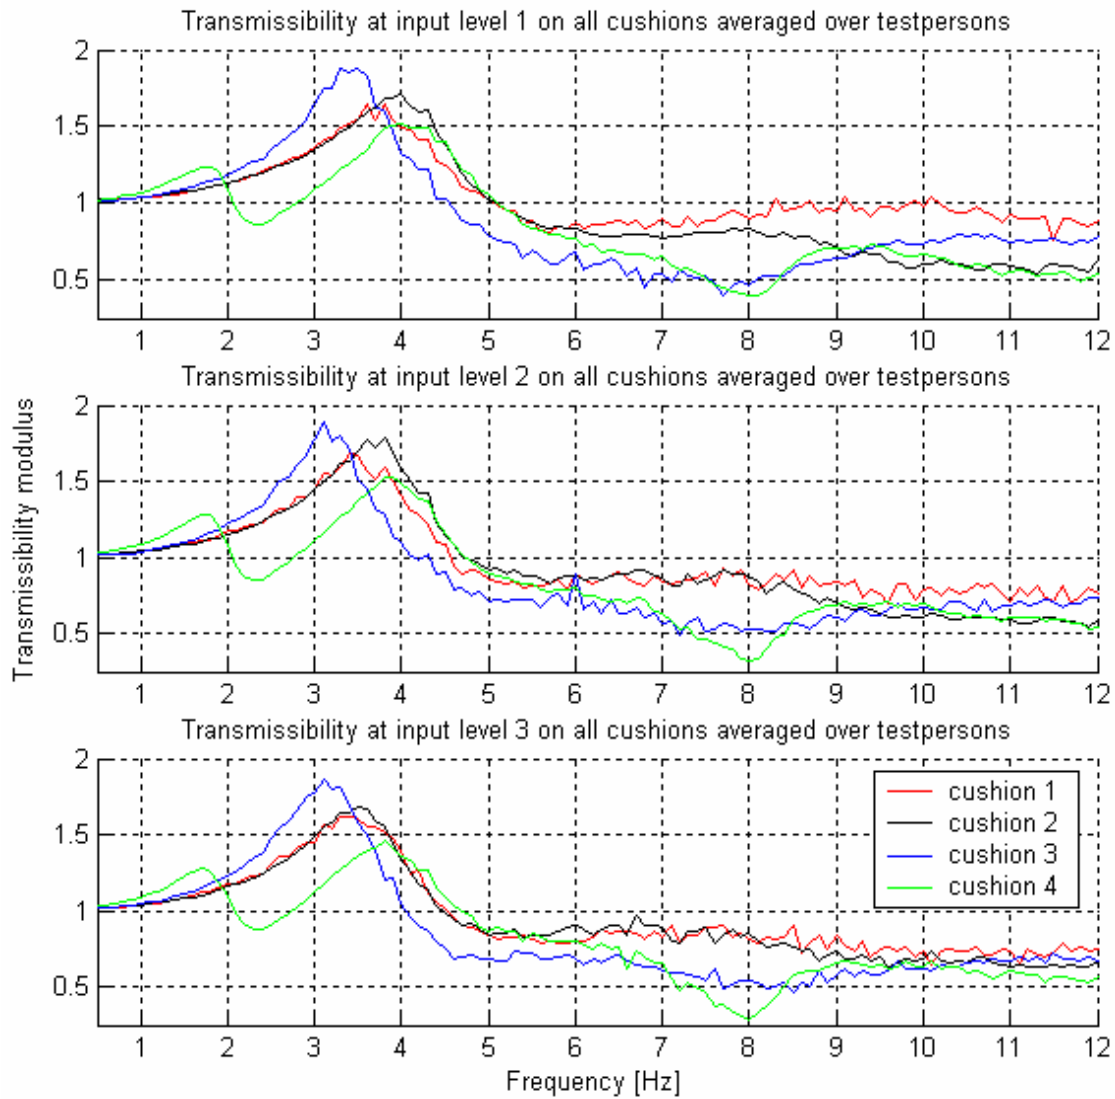 Transmissibility at input level 1 on all cushions averaged over testpersons
2
1.5
1
0.5
1 2 3 4 5 6 7 8 9 10 11 12
Transmissibility at input level 2 on all cushions averaged over testpersons
2
1.5
1
0.5
1 2 3 4 5 6 7 8 9 10 11 12
Transmissibility modulus
Transmissibility at input level 3 on all cushions averaged over testpersons
2
1.5
1
0.5
cushion 1
cushion 2
cushion 3
cushion 4
1 2 3 4 5 6 7 8 9 10 11 12
Frequency [Hz]